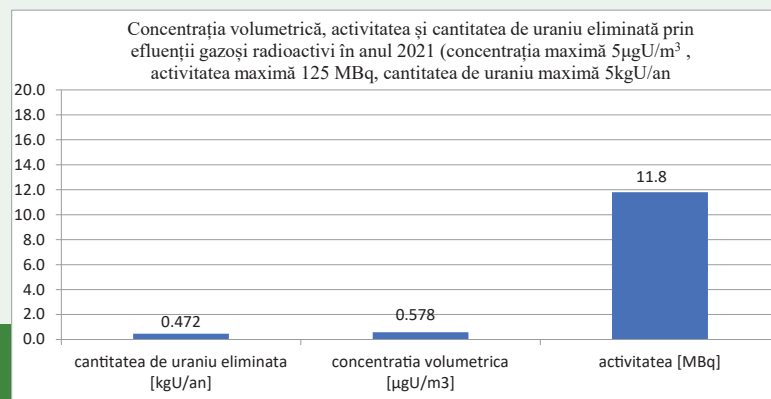 Concentrația volumetrică, activitatea și cantitatea de uraniu eliminată prin
efluenții gazoși radioactivi în anul 2021 (concentrația maximă 5µgU/m³ ,
activitatea maximă 125 MBq, cantitatea de uraniu maximă 5kgU/an
20.0
18.0
16.0
14.0
12.0
10.0
8.0
6.0
4.0
2.0
0.0
0.472
0.578
11.8
cantitatea de uraniu eliminata
[kgU/an]
concentratia volumetrica
[µgU/m3]
activitatea [MBq]